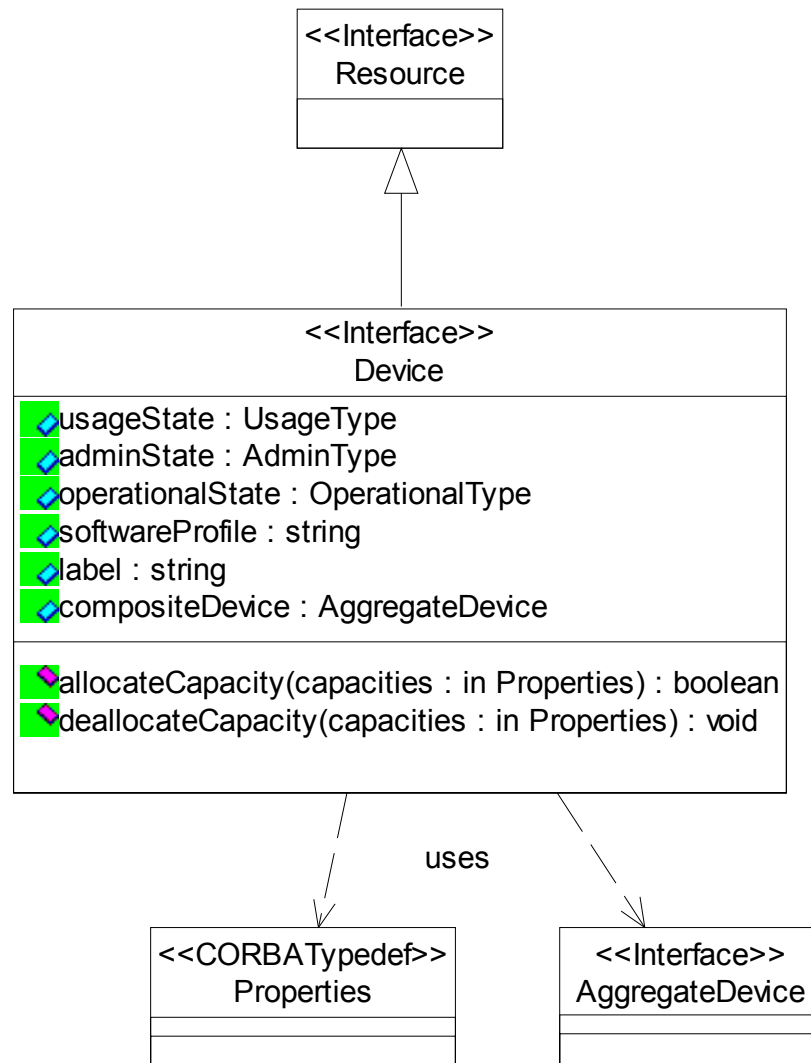 <<Interface>>
Resource
<<Interface>>
Device
usageState : UsageType
adminState : AdminType
operationalState : OperationalType
softwareProfile : string
label : string
compositeDevice : AggregateDevice
allocateCapacity(capacities : in Properties) : boolean
deallocateCapacity(capacities : in Properties) : void
uses
<<CORBATypedef>>
Properties
<<Interface>>
AggregateDevice